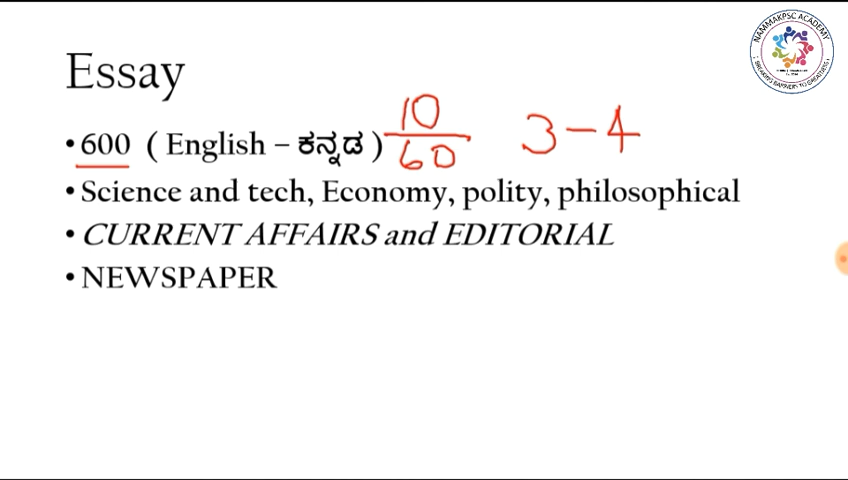 NAMMAKPSC ACADEMY
Essay
• 600 ( English – ಕನ್ನಡ ) 10/60 3 – 4
• Science and tech, Economy, polity, philosophical
• CURRENT AFFAIRS and EDITORIAL
• NEWSPAPER